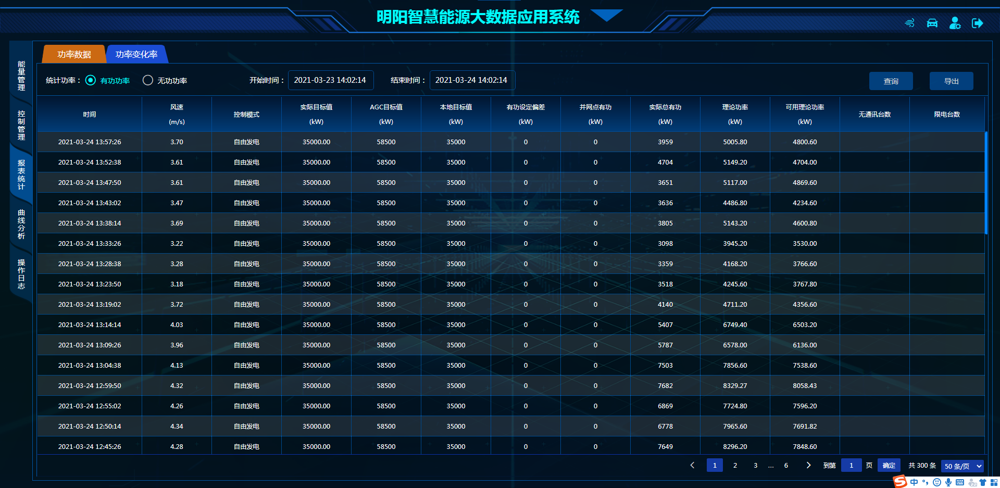 明阳智慧能源大数据应用系统
能量管理
控制管理
报表统计
曲线分析
操作日志
功率数据 功率变化率
统计功率： 有功功率 无功功率 开始时间： 2021-03-23 14:02:14 结束时间： 2021-03-24 14:02:14 查询 导出
时间 风速 (m/s) 控制模式 实际目标值 (kW) AGC目标值 (kW) 本地目标值 (kW) 有功设定偏差 (kW) 并网点有功 (kW) 实际总有功 (kW) 理论功率 (kW) 可用理论功率 (kW) 无通讯台数 限电台数
2021-03-24 13:57:26 3.70 自由发电 35000.00 58500 35000 0 0 3959 5005.80 4800.60
2021-03-24 13:52:38 3.61 自由发电 35000.00 58500 35000 0 0 4704 5149.20 4704.00
2021-03-24 13:47:50 3.61 自由发电 35000.00 58500 35000 0 0 3651 5117.00 4869.60
2021-03-24 13:43:02 3.47 自由发电 35000.00 58500 35000 0 0 3636 4486.80 4234.60
2021-03-24 13:38:14 3.69 自由发电 35000.00 58500 35000 0 0 3805 5143.20 4600.80
2021-03-24 13:33:26 3.22 自由发电 35000.00 58500 35000 0 0 3098 3945.20 3530.00
2021-03-24 13:28:38 3.28 自由发电 35000.00 58500 35000 0 0 3359 4168.20 3766.60
2021-03-24 13:23:50 3.18 自由发电 35000.00 58500 35000 0 0 3518 4245.60 3767.80
2021-03-24 13:19:02 3.72 自由发电 35000.00 58500 35000 0 0 4140 4711.20 4356.60
2021-03-24 13:14:14 4.03 自由发电 35000.00 58500 35000 0 0 5407 6749.40 6503.20
2021-03-24 13:09:26 3.96 自由发电 35000.00 58500 35000 0 0 5787 6578.00 6136.00
2021-03-24 13:04:38 4.13 自由发电 35000.00 58500 35000 0 0 7503 7856.60 7538.60
2021-03-24 12:59:50 4.32 自由发电 35000.00 58500 35000 0 0 7682 8329.27 8058.43
2021-03-24 12:55:02 4.26 自由发电 35000.00 58500 35000 0 0 6869 7724.80 7596.20
2021-03-24 12:50:14 4.34 自由发电 35000.00 58500 35000 0 0 6778 7965.60 7691.82
2021-03-24 12:45:26 4.28 自由发电 35000.00 58500 35000 0 0 7649 8296.20 7848.60
1 2 3 ... 6 到第 1 页 确定 共 300 条 50 条/页
S 中